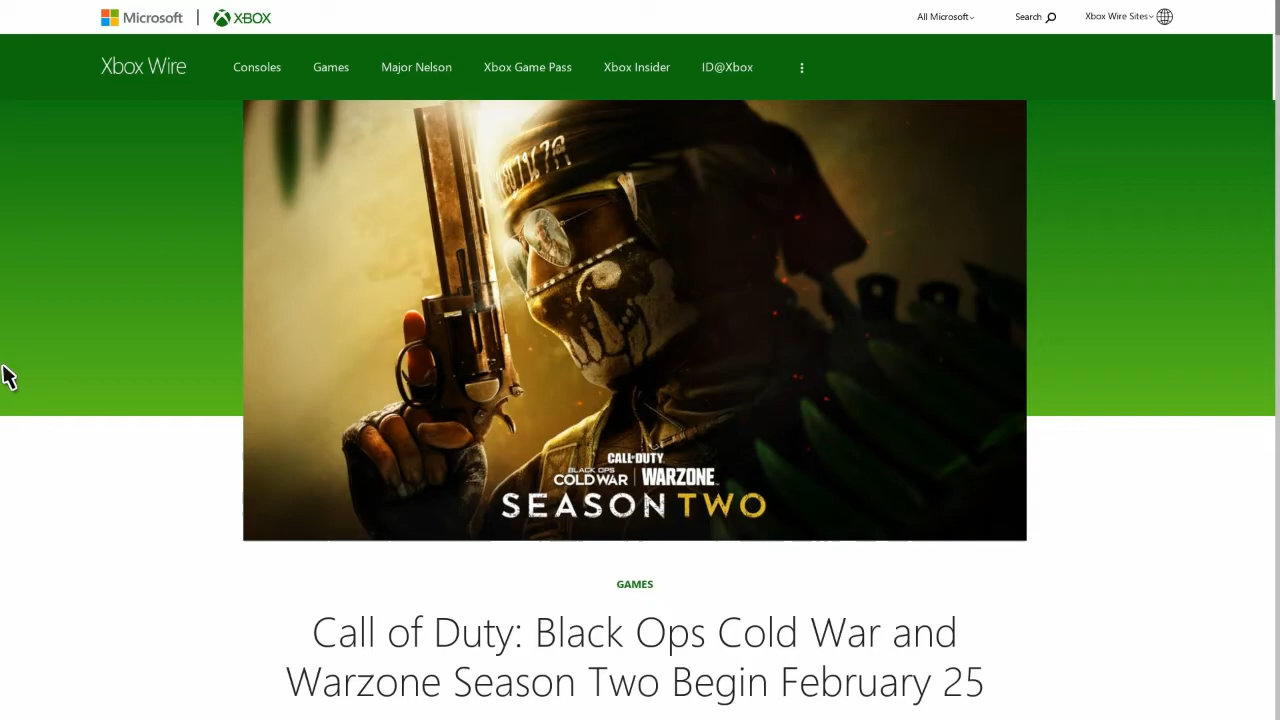 Microsoft | XBOX
All Microsoft
Search
Xbox Wire Sites
Xbox Wire
Consoles
Games
Major Nelson
Xbox Game Pass
Xbox Insider
ID@Xbox
CALL OF DUTY
BLACK OPS
COLD WAR | WARZONE
SEASON TWO
GAMES
Call of Duty: Black Ops Cold War and
Warzone Season Two Begin February 25